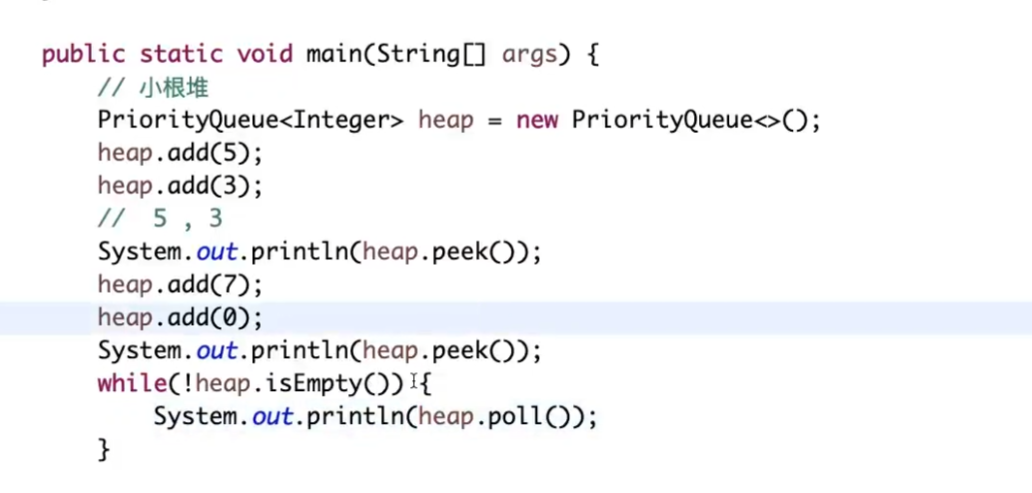 public static void main(String[] args) {
// 小根堆
PriorityQueue<Integer> heap = new PriorityQueue<>();
heap.add(5);
heap.add(3);
//  5 , 3
System.out.println(heap.peek());
heap.add(7);
heap.add(0);
System.out.println(heap.peek());
while(!heap.isEmpty()) {
System.out.println(heap.poll());
}